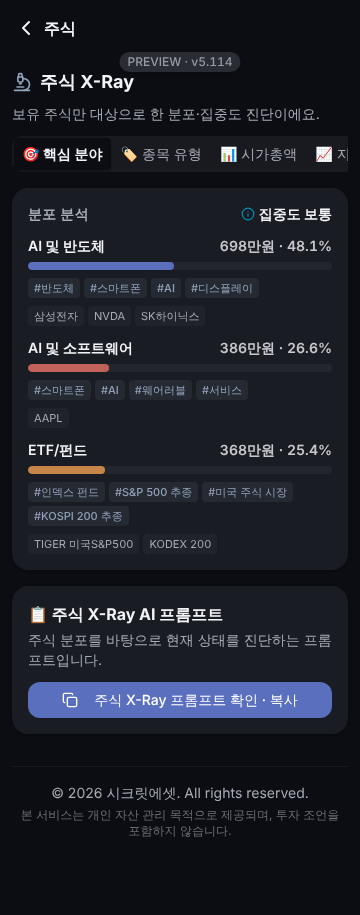 주식
PREVIEW · v5.114
주식 X-Ray
보유 주식만 대상으로 한 분포·집중도 진단이에요.
🎯 핵심 분야 🏷️ 종목 유형 📊 시가총액 📈 지
분포 분석 집중도 보통
AI 및 반도체 698만원 · 48.1%
#반도체 #스마트폰 #AI #디스플레이
삼성전자 NVDA SK하이닉스
AI 및 소프트웨어 386만원 · 26.6%
#스마트폰 #AI #웨어러블 #서비스
AAPL
ETF/펀드 368만원 · 25.4%
#인덱스 펀드 #S&P 500 추종 #미국 주식 시장
#KOSPI 200 추종
TIGER 미국S&P500 KODEX 200
📋 주식 X-Ray AI 프롬프트
주식 분포를 바탕으로 현재 상태를 진단하는 프롬
프트입니다.
주식 X-Ray 프롬프트 확인 · 복사
© 2026 시크릿에셋. All rights reserved.
본 서비스는 개인 자산 관리 목적으로 제공되며, 투자 조언을
포함하지 않습니다.